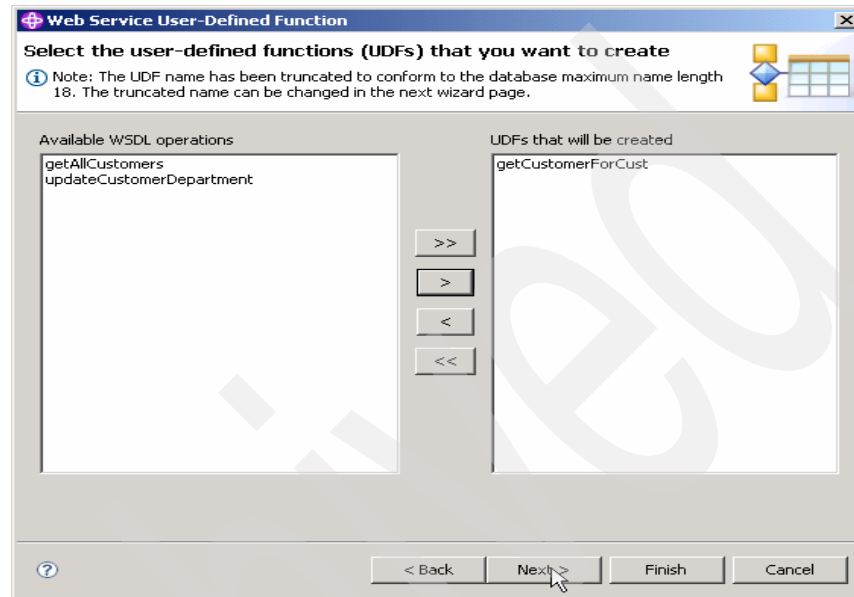 Web Service User-Defined Function
Select the user-defined functions (UDFs) that you want to create
Note: The UDF name has been truncated to conform to the database maximum name length
18. The truncated name can be changed in the next wizard page.
Available WSDL operations
getAllCustomers
updateCustomerDepartment
>>
>
<
<<
UDFs that will be created
getCustomerForCust
< Back
Next >
Finish
Cancel